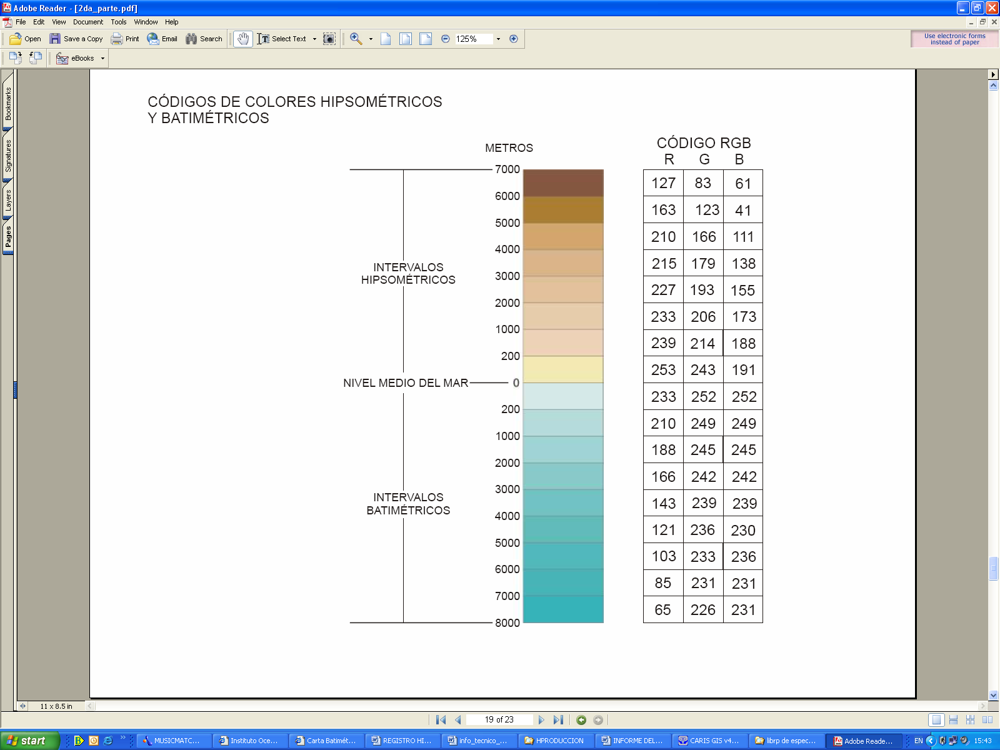 Adobe Reader - [2da_parte.pdf]
File Edit View Document Tools Window Help
Open Save a Copy Print Email Search Select Text 125%
Use electronic forms
instead of paper
eBooks
Bookmarks
Signatures
Layers
Pages
CÓDIGOS DE COLORES HIPSOMÉTRICOS
Y BATIMÉTRICOS
METROS
CÓDIGO RGB
R G B
7000
127 83 61
6000
163 123 41
5000
210 166 111
4000
215 179 138
INTERVALOS
HIPSOMÉTRICOS
3000
227 193 155
2000
233 206 173
1000
239 214 188
200
253 243 191
NIVEL MEDIO DEL MAR 0
233 252 252
200
210 249 249
1000
188 245 245
2000
166 242 242
3000
INTERVALOS
BATIMÉTRICOS
143 239 239
4000
121 236 230
5000
103 233 236
6000
85 231 231
7000
65 226 231
8000
11 x 8.5 in
19 of 23
start
MUSICMATC...
Instituto Oce...
Carta Batimét...
REGISTRO HI...
info_tecnico_...
HPRODUCCION
INFORME DEL...
CARIS GIS v4...
librp de espec...
Adobe Reade...
EN
15:43